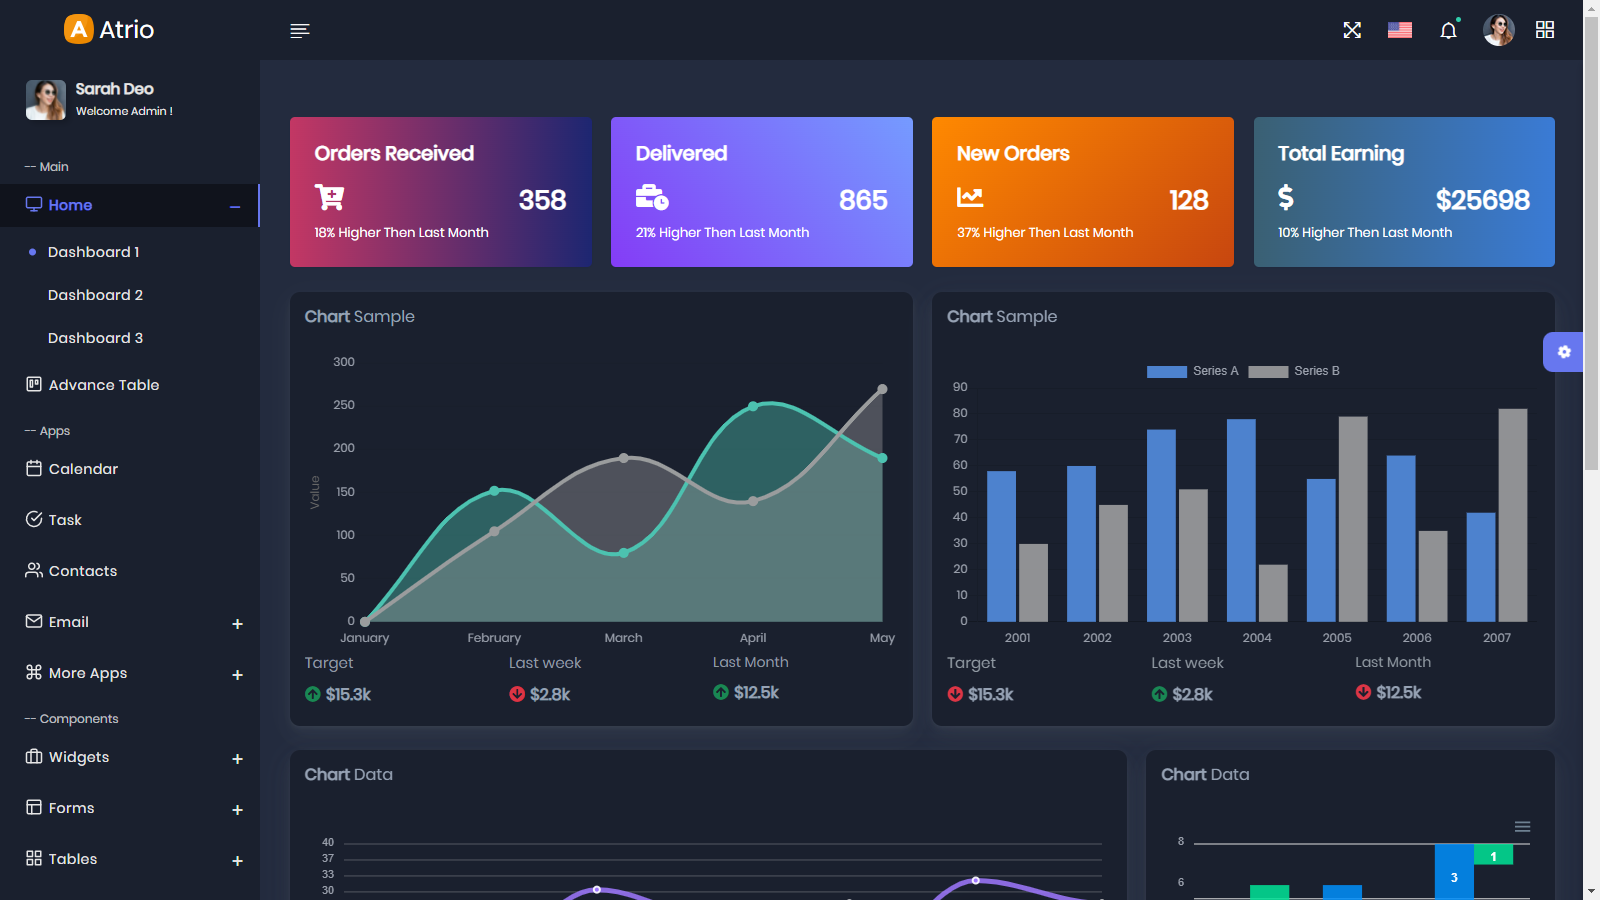 Atrio
Sarah Deo
Welcome Admin !
-- Main
Home
Dashboard 1
Dashboard 2
Dashboard 3
Advance Table
-- Apps
Calendar
Task
Contacts
Email
More Apps
-- Components
Widgets
Forms
Tables
Orders Received
358
18% Higher Then Last Month
Delivered
865
21% Higher Then Last Month
New Orders
128
37% Higher Then Last Month
Total Earning
$25698
10% Higher Then Last Month
Chart Sample
300
250
200
150
100
50
0
Value
January February March April May
Target Last week Last Month
$15.3k $2.8k $12.5k
Chart Sample
Series A Series B
90
80
70
60
50
40
30
20
10
0
2001 2002 2003 2004 2005 2006 2007
Target Last week Last Month
$15.3k $2.8k $12.5k
Chart Data
40
37
33
30
Chart Data
8
6
1
3